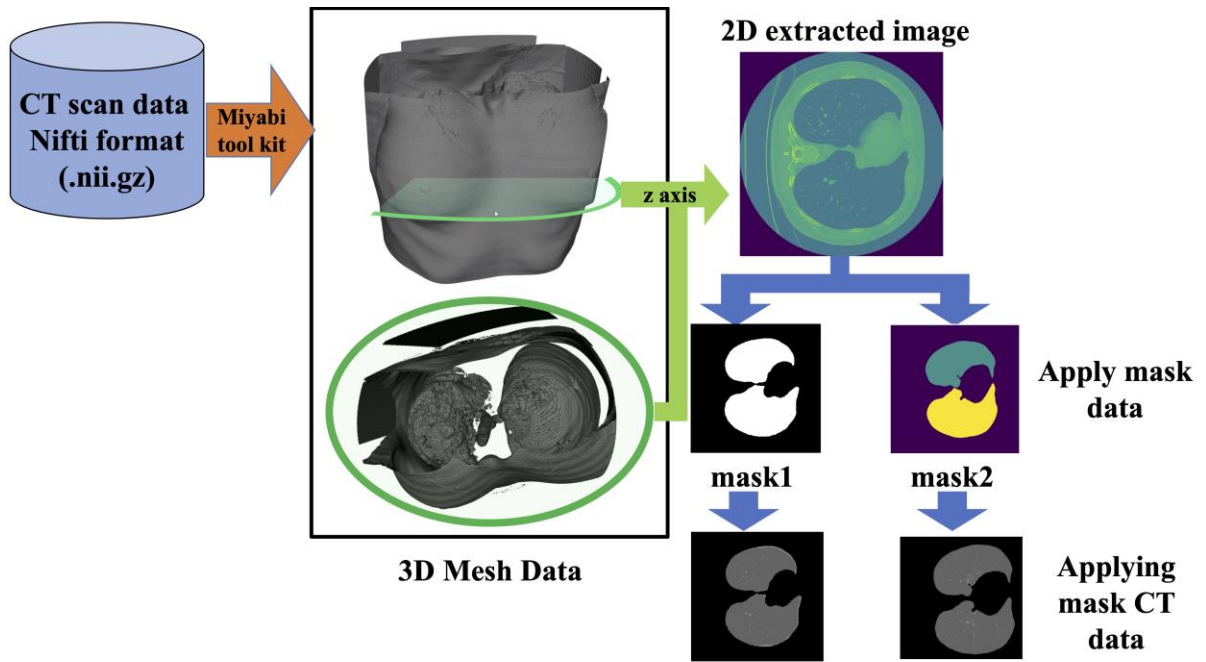 CT scan data
Nifti format
(.nii.gz)
Miyabi
tool kit
3D Mesh Data
z axis
2D extracted image
Apply mask
data
mask1
mask2
Applying
mask CT
data